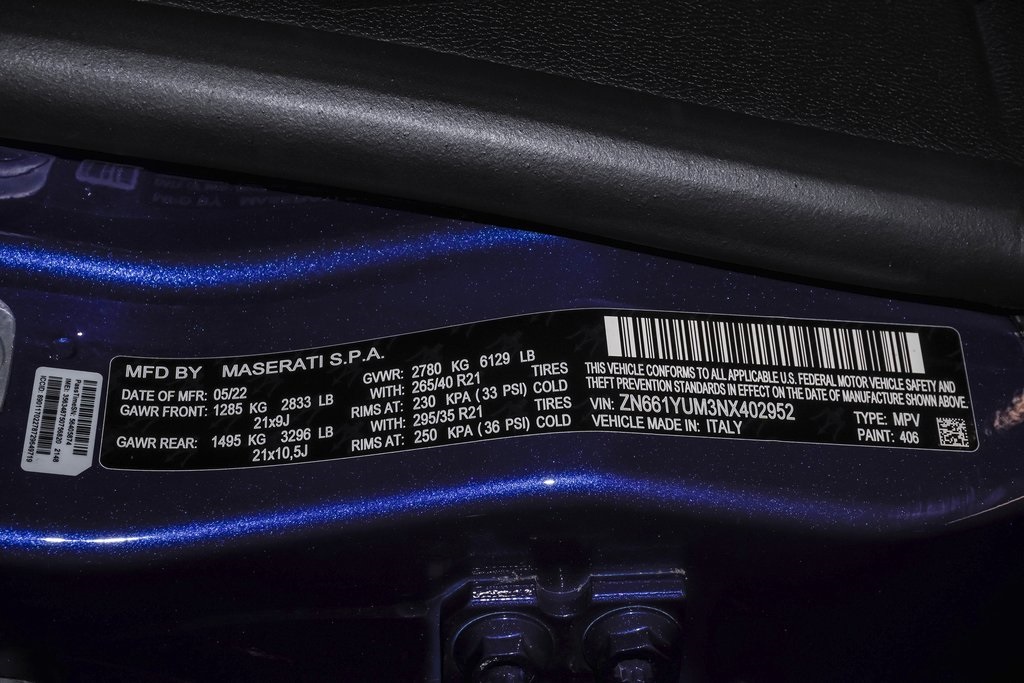 MFD BY MASERATI S.P.A.
DATE OF MFR: 05/22
GVWR: 2780 KG 6129 LB
GAWR FRONT: 1285 KG 2833 LB WITH: 265/40 R21 TIRES
21x9J RIMS AT: 230 KPA (33 PSI) COLD
GAWR REAR: 1495 KG 3296 LB WITH: 295/35 R21 TIRES
21x10,5J RIMS AT: 250 KPA (36 PSI) COLD
THIS VEHICLE CONFORMS TO ALL APPLICABLE U.S. FEDERAL MOTOR VEHICLE SAFETY AND
THEFT PREVENTION STANDARDS IN EFFECT ON THE DATE OF MANUFACTURE SHOWN ABOVE.
VIN: ZN661YUM3NX402952
VEHICLE MADE IN: ITALY
TYPE: MPV
PAINT: 406